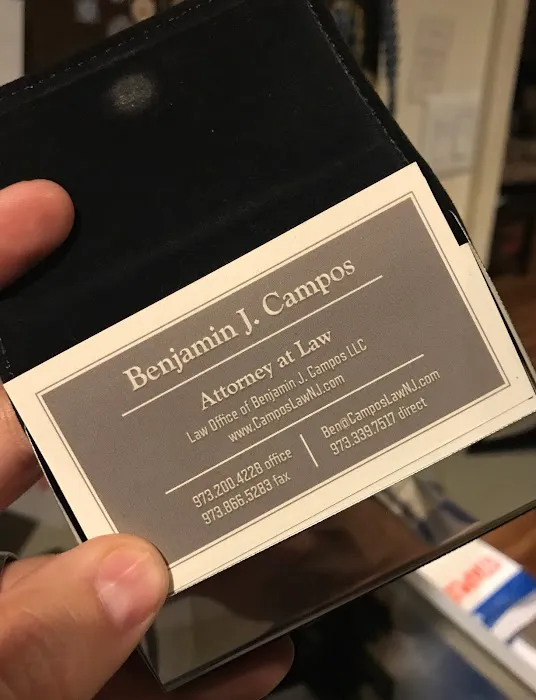 Benjamin J. Campos
Attorney at Law
Law Office of Benjamin J. Campos LLC
www.CamposLawNJ.com
973.200.4228 office
973.866.5283 fax
Ben@CamposLawNJ.com
973.339.7517 direct